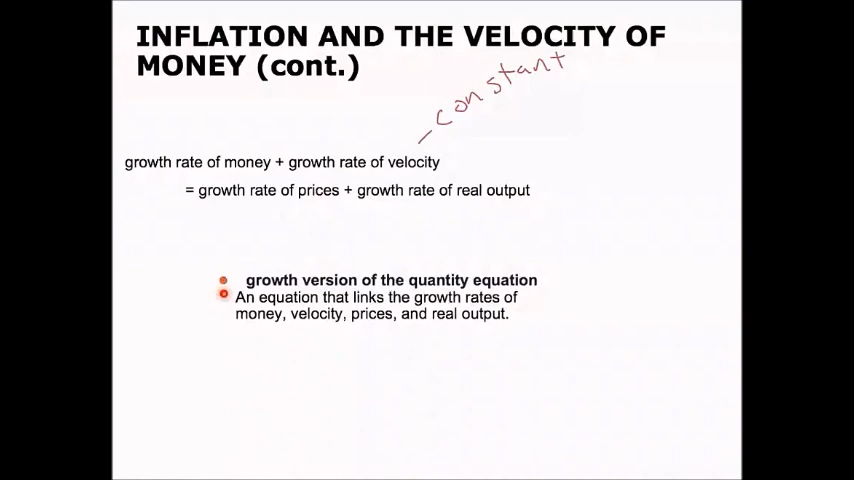 INFLATION AND THE VELOCITY OF
MONEY (cont.)
constant
growth rate of money + growth rate of velocity
= growth rate of prices + growth rate of real output
growth version of the quantity equation
An equation that links the growth rates of
money, velocity, prices, and real output.